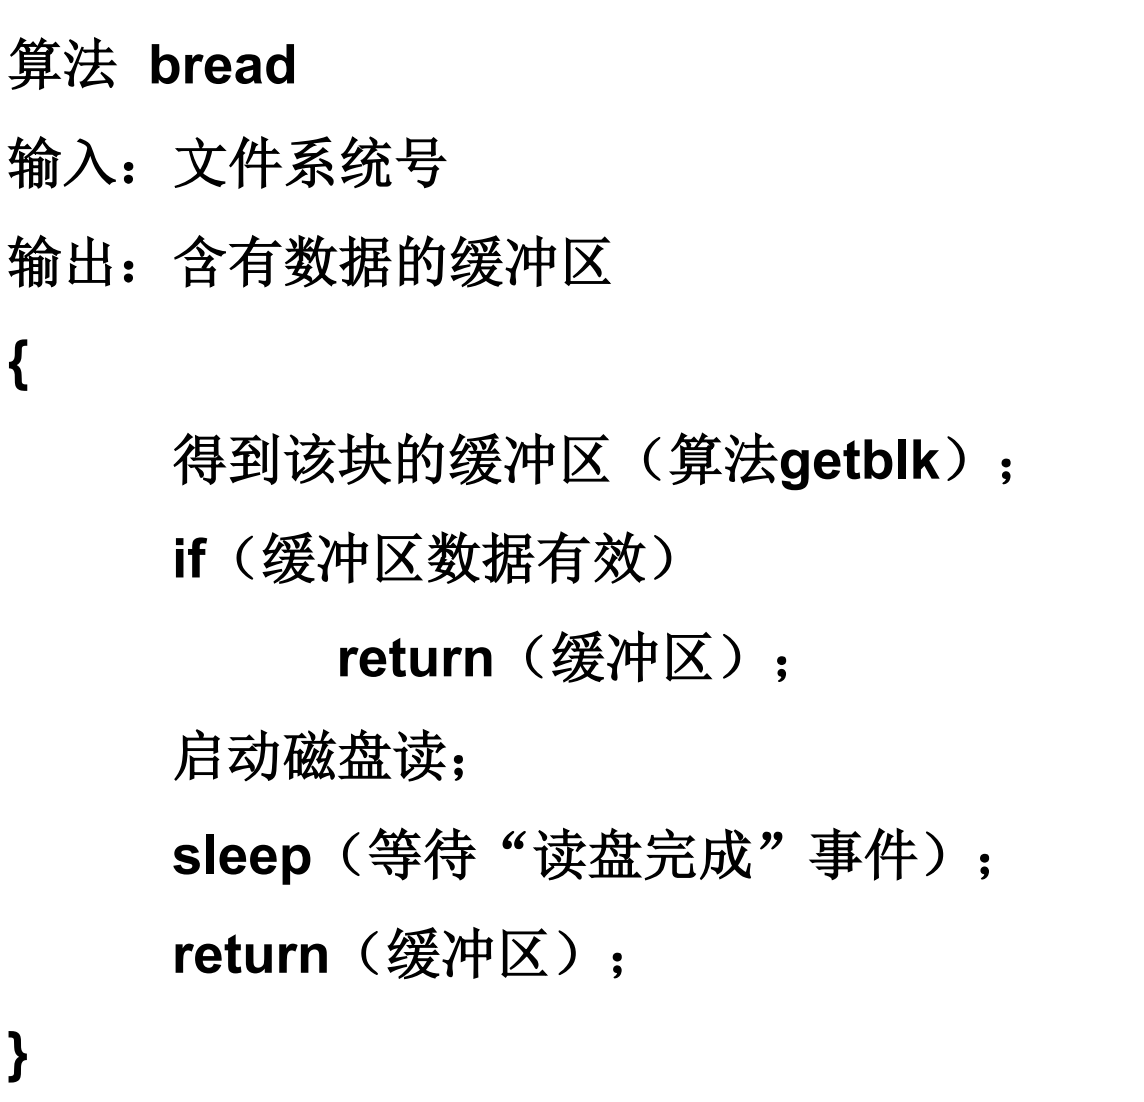 算法 bread
输入：文件系统号
输出：含有数据的缓冲区
{
得到该块的缓冲区（算法getblk）；
if（缓冲区数据有效）
return（缓冲区）；
启动磁盘读；
sleep（等待“读盘完成”事件）；
return（缓冲区）；
}